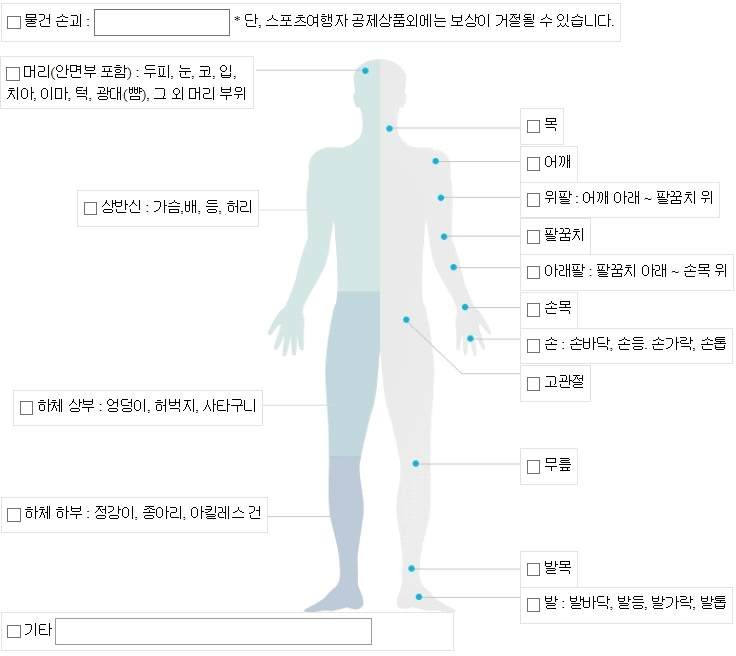 물건 손괴 : * 단, 스포츠여행자 공제상품외에는 보상이 거절될 수 있습니다.
머리(안면부 포함) : 두피, 눈, 코, 입,
치아, 이마, 턱, 광대(뺨), 그 외 머리 부위
목
어깨
상반신 : 가슴,배, 등, 허리
위팔 : 어깨 아래 ~ 팔꿈치 위
팔꿈치
아래팔 : 팔꿈치 아래 ~ 손목 위
손목
손 : 손바닥, 손등. 손가락, 손톱
고관절
하체 상부 : 엉덩이, 허벅지, 사타구니
무릎
하체 하부 : 정강이, 종아리, 아킬레스 건
발목
발 : 발바닥, 발등, 발가락, 발톱
기타